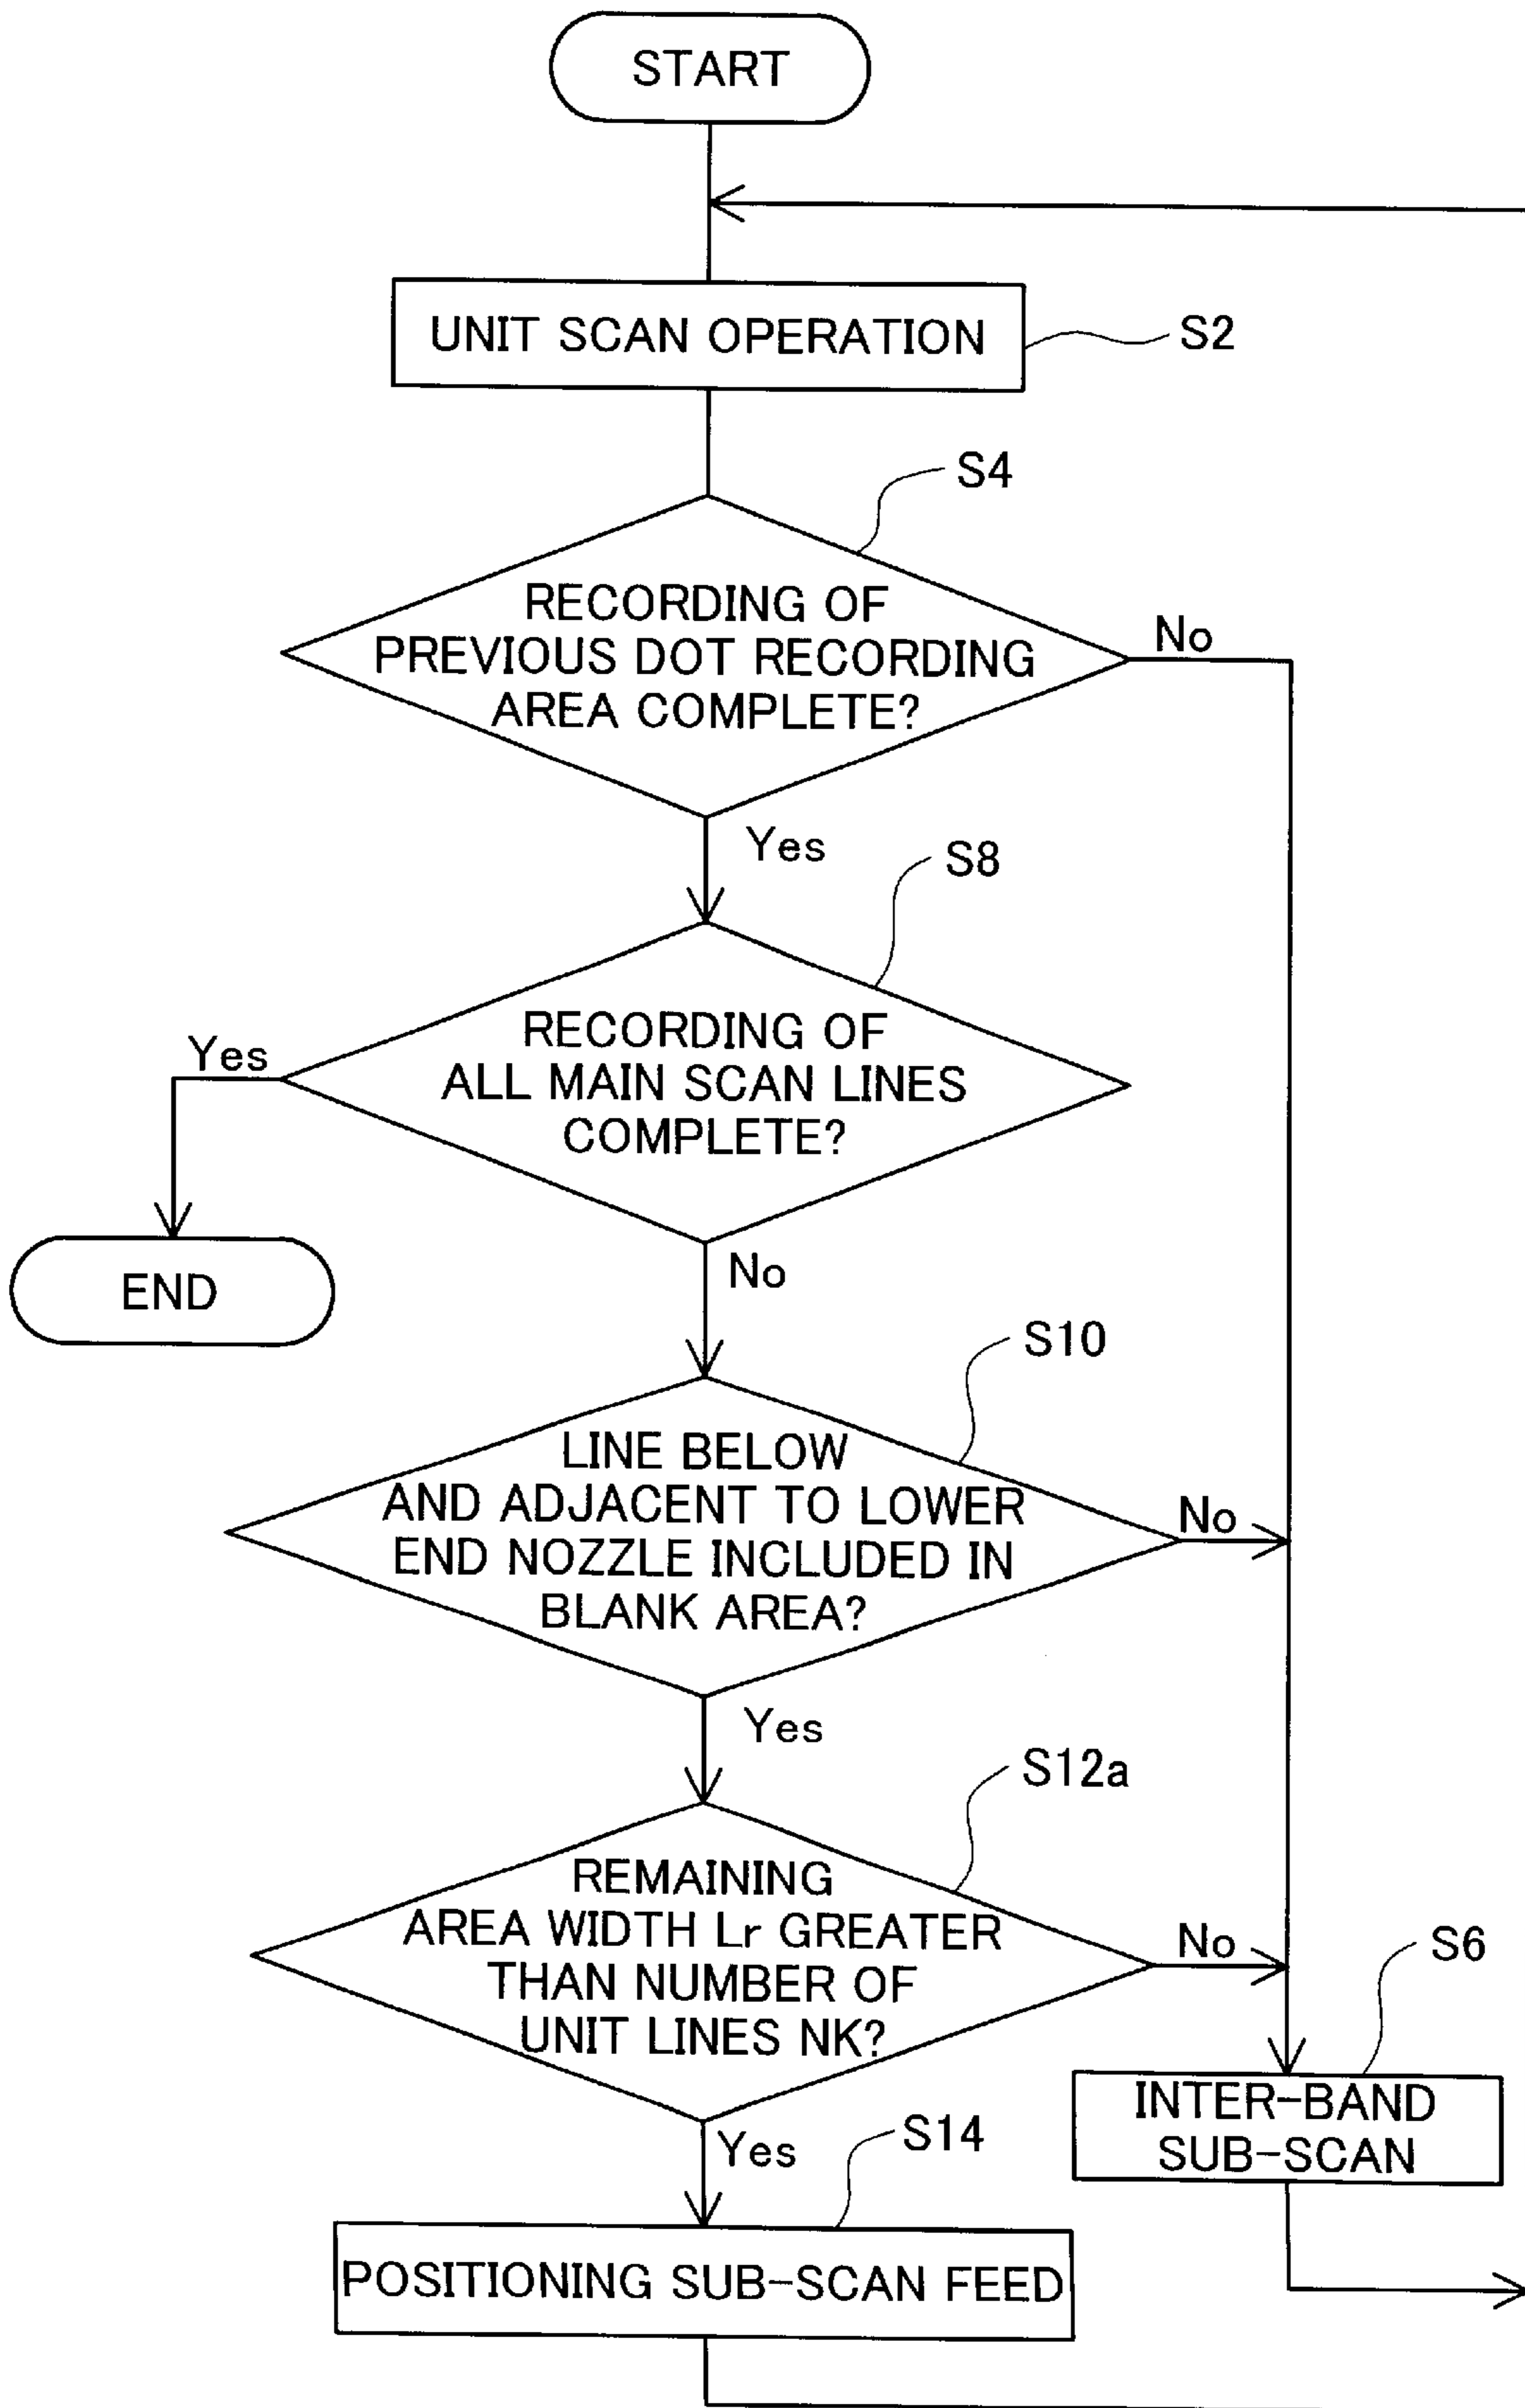 START
UNIT SCAN OPERATION
S2
S4
RECORDING OF
PREVIOUS DOT RECORDING
AREA COMPLETE?
No
Yes
S8
RECORDING OF
ALL MAIN SCAN LINES
COMPLETE?
Yes
END
No
S10
LINE BELOW
AND ADJACENT TO LOWER
END NOZZLE INCLUDED IN
BLANK AREA?
No
Yes
S12a
REMAINING
AREA WIDTH Lr GREATER
THAN NUMBER OF
UNIT LINES NK?
No
S6
INTER-BAND
SUB-SCAN
Yes
S14
POSITIONING SUB-SCAN FEED